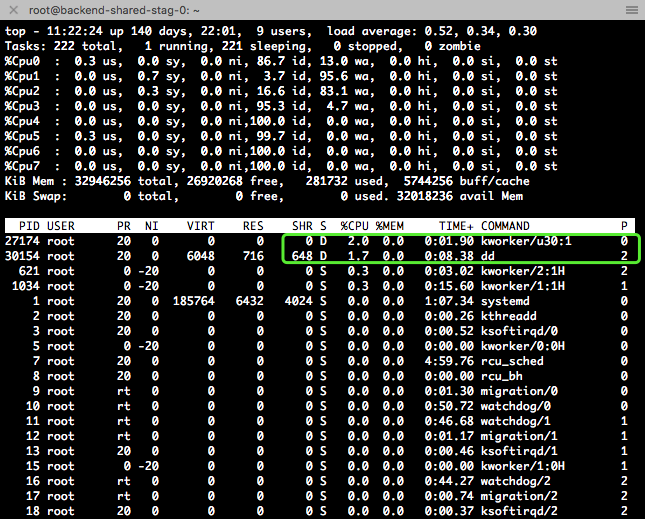 root@backend-shared-stag-0: ~
top - 11:22:24 up 140 days, 22:01,  9 users,  load average: 0.52, 0.34, 0.30
Tasks: 222 total,   1 running, 221 sleeping,   0 stopped,   0 zombie
%Cpu0  :  0.3 us,  0.0 sy,  0.0 ni, 86.7 id, 13.0 wa,  0.0 hi,  0.0 si,  0.0 st
%Cpu1  :  0.0 us,  0.7 sy,  0.0 ni,  3.7 id, 95.6 wa,  0.0 hi,  0.0 si,  0.0 st
%Cpu2  :  0.0 us,  0.3 sy,  0.0 ni, 16.6 id, 83.1 wa,  0.0 hi,  0.0 si,  0.0 st
%Cpu3  :  0.0 us,  0.0 sy,  0.0 ni, 95.3 id,  4.7 wa,  0.0 hi,  0.0 si,  0.0 st
%Cpu4  :  0.0 us,  0.0 sy,  0.0 ni,100.0 id,  0.0 wa,  0.0 hi,  0.0 si,  0.0 st
%Cpu5  :  0.3 us,  0.0 sy,  0.0 ni, 99.7 id,  0.0 wa,  0.0 hi,  0.0 si,  0.0 st
%Cpu6  :  0.0 us,  0.0 sy,  0.0 ni,100.0 id,  0.0 wa,  0.0 hi,  0.0 si,  0.0 st
%Cpu7  :  0.0 us,  0.0 sy,  0.0 ni,100.0 id,  0.0 wa,  0.0 hi,  0.0 si,  0.0 st
KiB Mem : 32946256 total, 26920268 free,   281732 used,  5744256 buff/cache
KiB Swap:        0 total,        0 free,        0 used. 32018236 avail Mem
PID USER      PR  NI    VIRT    RES    SHR S  %CPU %MEM     TIME+ COMMAND            P
27174 root      20   0       0      0      0 D   2.0  0.0   0:01.90 kworker/u30:1      0
30154 root      20   0    6048    716    648 D   1.7  0.0   0:08.38 dd                 2
621 root       0 -20       0      0      0 S   0.3  0.0   0:03.02 kworker/2:1H       2
1034 root       0 -20       0      0      0 S   0.3  0.0   0:15.60 kworker/1:1H       1
1 root      20   0  185764   6432   4024 S   0.0  0.0   1:07.34 systemd            0
2 root      20   0       0      0      0 S   0.0  0.0   0:00.26 kthreadd           0
3 root      20   0       0      0      0 S   0.0  0.0   0:00.52 ksoftirqd/0        0
5 root       0 -20       0      0      0 S   0.0  0.0   0:00.00 kworker/0:0H       0
7 root      20   0       0      0      0 S   0.0  0.0   4:59.76 rcu_sched          0
8 root      20   0       0      0      0 S   0.0  0.0   0:00.00 rcu_bh             0
9 root      rt   0       0      0      0 S   0.0  0.0   0:01.30 migration/0        0
10 root      rt   0       0      0      0 S   0.0  0.0   0:50.72 watchdog/0         0
11 root      rt   0       0      0      0 S   0.0  0.0   0:46.68 watchdog/1         1
12 root      rt   0       0      0      0 S   0.0  0.0   0:01.17 migration/1        1
13 root      20   0       0      0      0 S   0.0  0.0   0:00.46 ksoftirqd/1        1
15 root       0 -20       0      0      0 S   0.0  0.0   0:00.00 kworker/1:0H       1
16 root      rt   0       0      0      0 S   0.0  0.0   0:44.27 watchdog/2         2
17 root      rt   0       0      0      0 S   0.0  0.0   0:00.74 migration/2        2
18 root      20   0       0      0      0 S   0.0  0.0   0:00.37 ksoftirqd/2        2